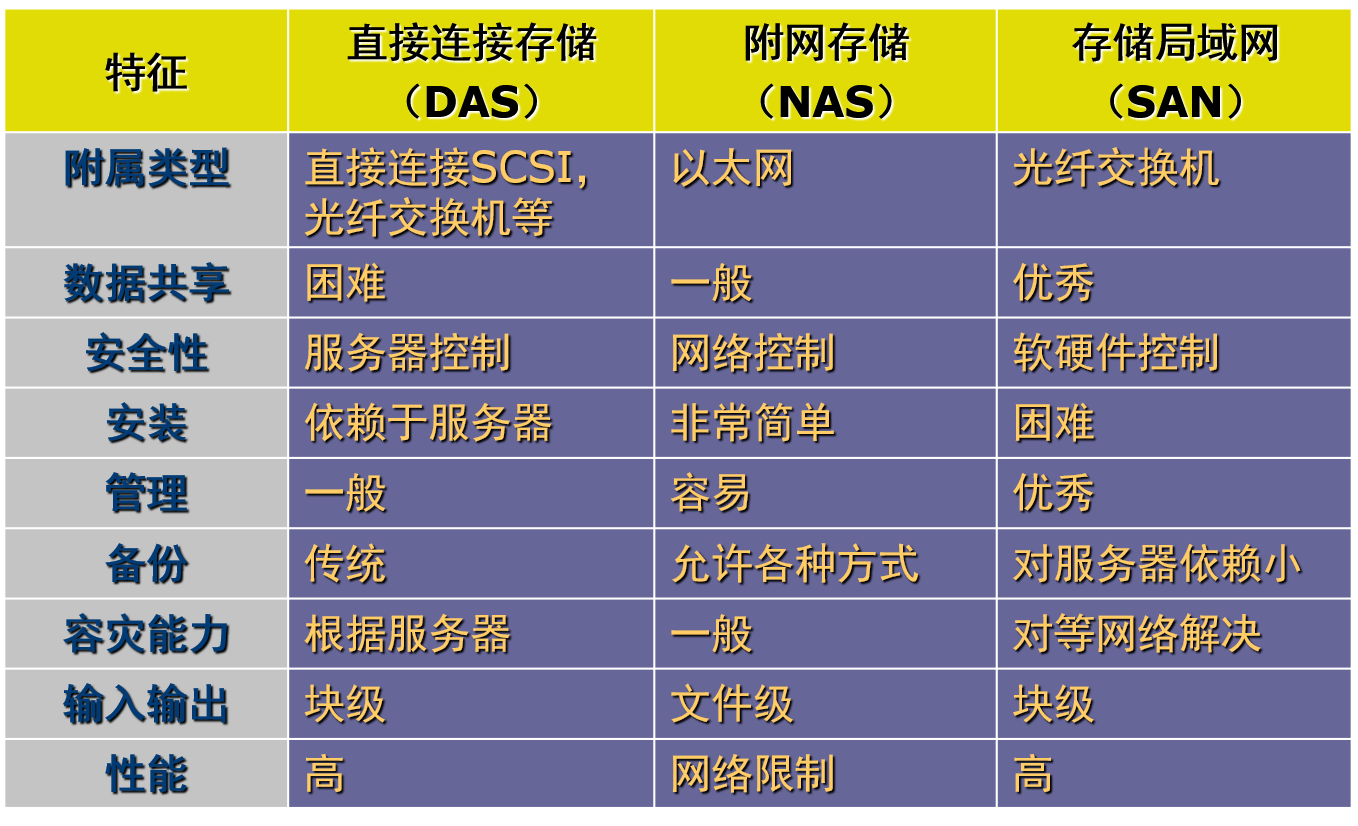 特征
直接连接存储
（DAS）
附网存储
（NAS）
存储局域网
（SAN）
附属类型
直接连接SCSI，
光纤交换机等
以太网
光纤交换机
数据共享
困难
一般
优秀
安全性
服务器控制
网络控制
软硬件控制
安装
依赖于服务器
非常简单
困难
管理
一般
容易
优秀
备份
传统
允许各种方式
对服务器依赖小
容灾能力
根据服务器
一般
对等网络解决
输入输出
块级
文件级
块级
性能
高
网络限制
高